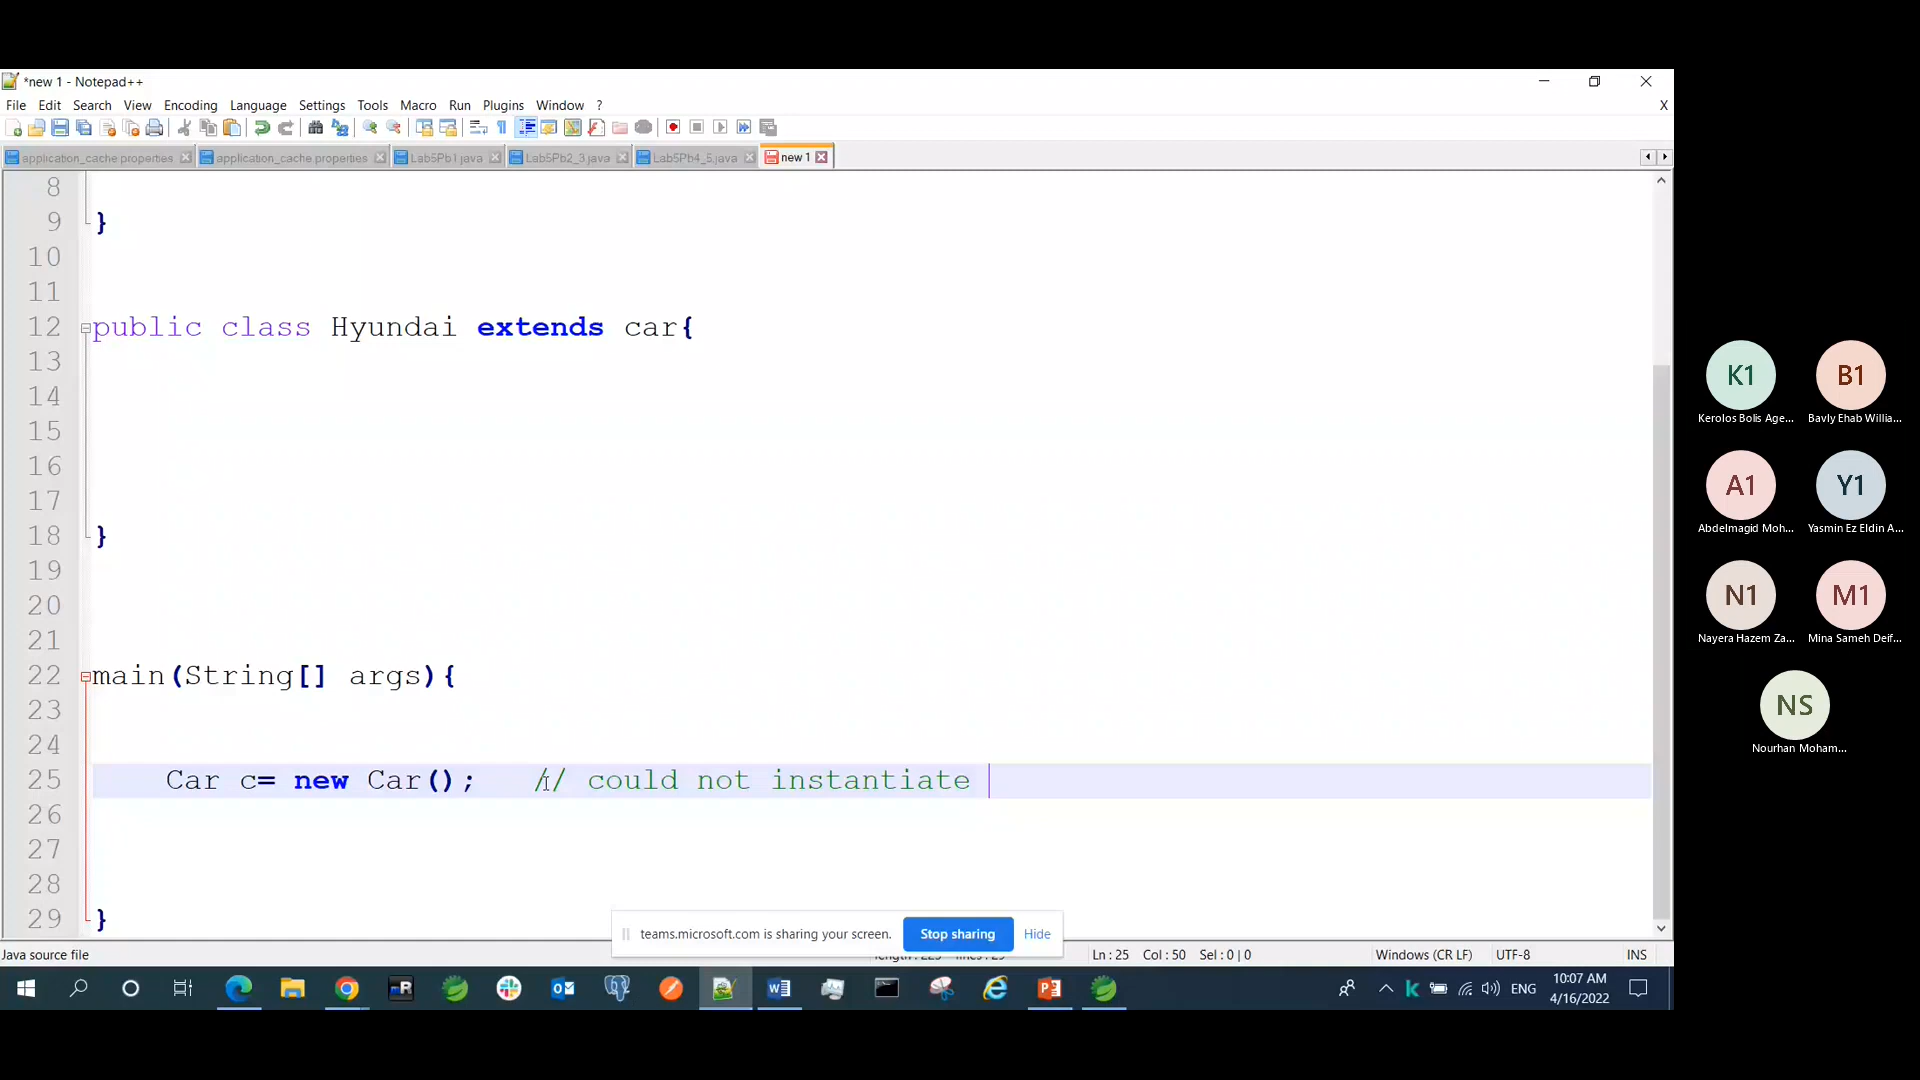 *new 1 - Notepad++
File Edit Search View Encoding Language Settings Tools Macro Run Plugins Window ?
X
application_cache properties
application_cache properties
Lab5Pb1 java
Lab5Pb2_3 java
Lab5Pb4_5.java
new 1
8
9 }
10
11
12 public class Hyundai extends car{
13
14
15
16
17
18 }
19
20
21
22 main(String[] args){
23
24
25 Car c= new Car(); // could not instantiate
26
27
28
29 }
teams.microsoft.com is sharing your screen. Stop sharing Hide
Java source file
Ln : 25 Col : 50 Sel : 0 | 0
Windows (CR LF)
UTF-8
INS
ENG
10:07 AM
4/16/2022
K1
Kerolos Bolis Age...
B1
Bavly Ehab Willia...
A1
Abdelmagid Moh...
Y1
Yasmin Ez Eldin A...
N1
Nayera Hazem Za...
M1
Mina Sameh Deif...
NS
Nourhan Moham...